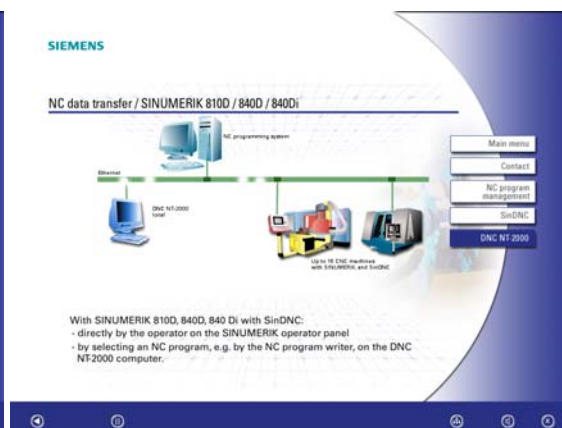 SIEMENS
NC data transfer / SINUMERIK 810D / 840D / 840Di
NC programming system
Ethernet
DNC NT-2000
Up to 16 CNC machines
with SINUMERIK and SinDNC
Main menu
Contact
NC program
management
SinDNC
DNC NT-2000
With SINUMERIK 810D, 840D, 840 Di with SinDNC:
- directly by the operator on the SINUMERIK operator panel
- by selecting an NC program, e.g. by the NC program writer, on the DNC
NT-2000 computer.